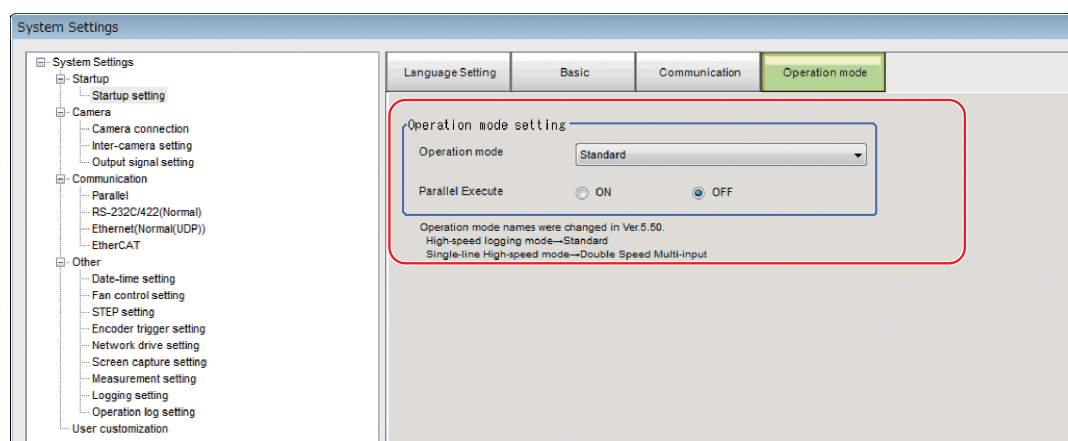 System Settings
System Settings
Startup
Startup setting
Camera
Camera connection
Inter-camera setting
Output signal setting
Communication
Parallel
RS-232C/422(Normal)
Ethernet(Normal(UDP))
EtherCAT
Other
Date-time setting
Fan control setting
STEP setting
Encoder trigger setting
Network drive setting
Screen capture setting
Measurement setting
Logging setting
Operation log setting
User customization
Language Setting Basic Communication Operation mode
Operation mode setting
Operation mode Standard
Parallel Execute ON OFF
Operation mode names were changed in Ver.5.50.
High-speed logging mode→Standard
Single-line High-speed mode→Double Speed Multi-input